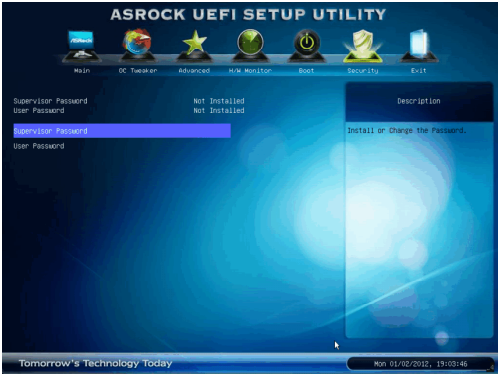 ASROCK UEFI SETUP UTILITY
ASRock
Main OC Tweaker Advanced H/W Monitor Boot Security Exit
Supervisor Password Not Installed
User Password Not Installed
Supervisor Password
User Password
Description
Install or Change the Password.
Tomorrow's Technology Today
Mon 01/02/2012, 19:03:46